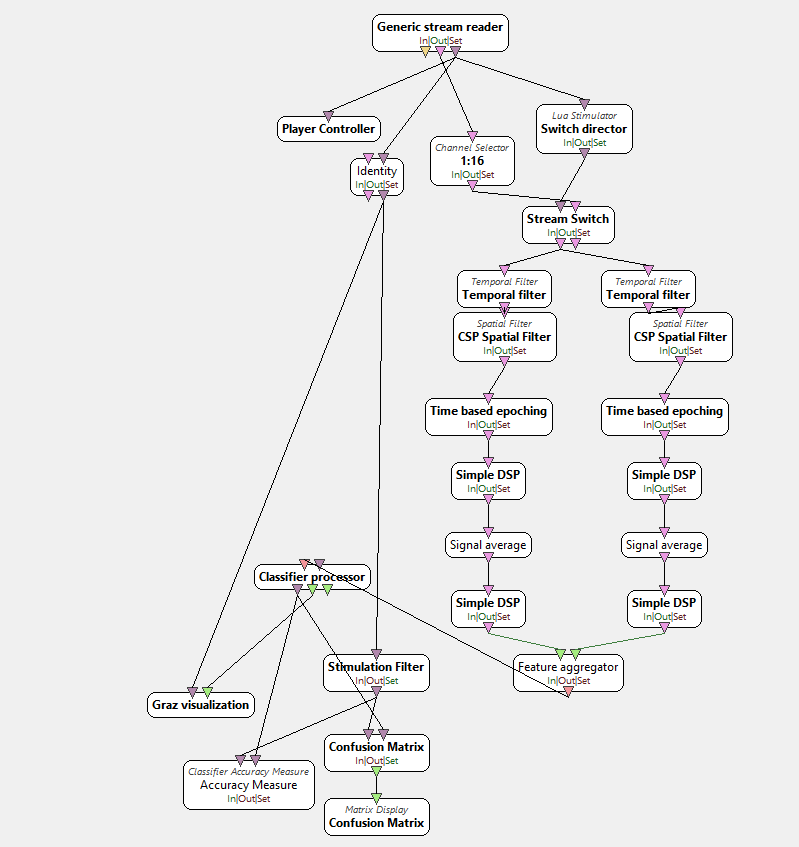 Generic stream reader
In|Out|Set
Player Controller
Lua Stimulator
Switch director
In|Out|Set
Channel Selector
1:16
In|Out|Set
Identity
In|Out|Set
Stream Switch
In|Out|Set
Temporal Filter
Temporal filter
Temporal Filter
Temporal filter
Spatial Filter
CSP Spatial Filter
In|Out|Set
Spatial Filter
CSP Spatial Filter
In|Out|Set
Time based epoching
In|Out|Set
Time based epoching
In|Out|Set
Simple DSP
In|Out|Set
Simple DSP
In|Out|Set
Signal average
Signal average
Classifier processor
Simple DSP
In|Out|Set
Simple DSP
In|Out|Set
Stimulation Filter
In|Out|Set
Feature aggregator
In|Out|Set
Graz visualization
Confusion Matrix
In|Out|Set
Classifier Accuracy Measure
Accuracy Measure
In|Out|Set
Matrix Display
Confusion Matrix